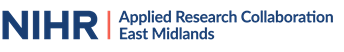 NIHR | Applied Research Collaboration
East Midlands